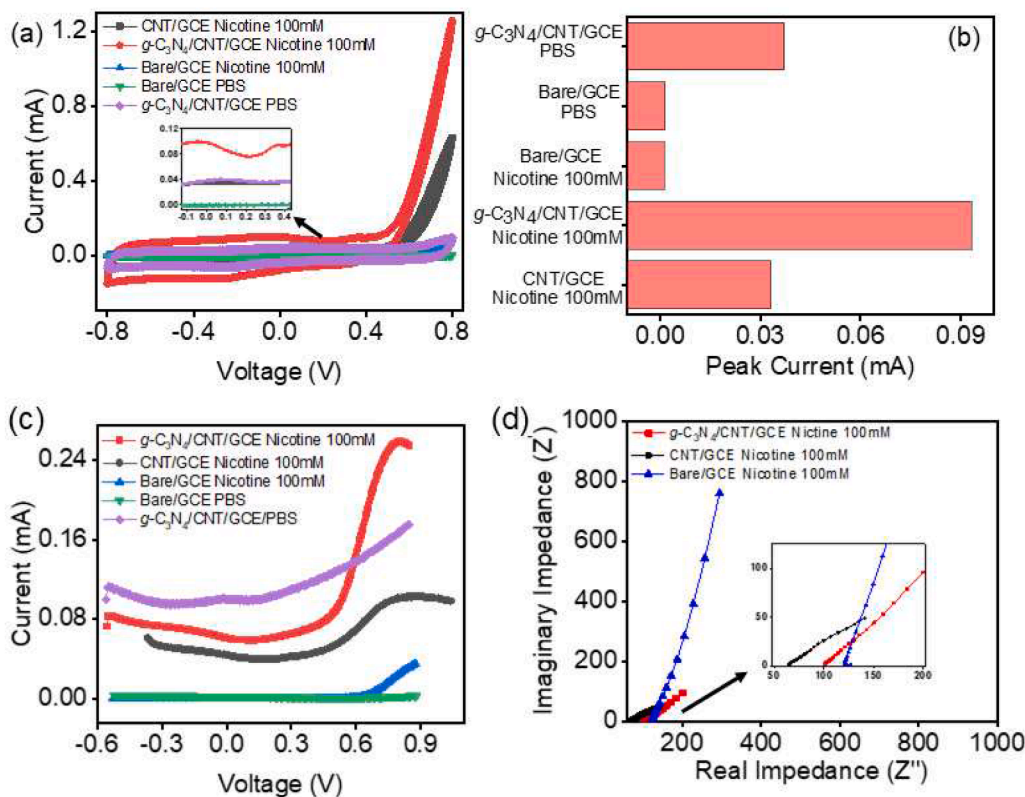 (a)
CNT/GCE Nicotine 100mM
g-C3N4/CNT/GCE Nicotine 100mM
Bare/GCE Nicotine 100mM
Bare/GCE PBS
g-C3N4/CNT/GCE PBS
1.2
0.8
0.4
0.0
Current (mA)
0.12
0.08
0.04
0.00
-0.1 0.0 0.1 0.2 0.3 0.4
-0.8 -0.4 0.0 0.4 0.8
Voltage (V)
(b)
g-C3N4/CNT/GCE
PBS
Bare/GCE
PBS
Bare/GCE
Nicotine 100mM
g-C3N4/CNT/GCE
Nicotine 100mM
CNT/GCE
Nicotine 100mM
0.00 0.03 0.06 0.09
Peak Current (mA)
(c)
g-C3N4/CNT/GCE Nicotine 100mM
CNT/GCE Nicotine 100mM
Bare/GCE Nicotine 100mM
Bare/GCE PBS
g-C3N4/CNT/GCE/PBS
0.24
0.16
0.08
0.00
Current (mA)
-0.6 -0.3 0.0 0.3 0.6 0.9
Voltage (V)
(d)
g-C3N4/CNT/GCE Nictine 100mM
CNT/GCE Nicotine 100mM
Bare/GCE Nicotine 100mM
1000
800
600
400
200
0
Imaginary Impedance (Z')
100
50
0
50 100 150 200
200 400 600 800 1000
Real Impedance (Z'')